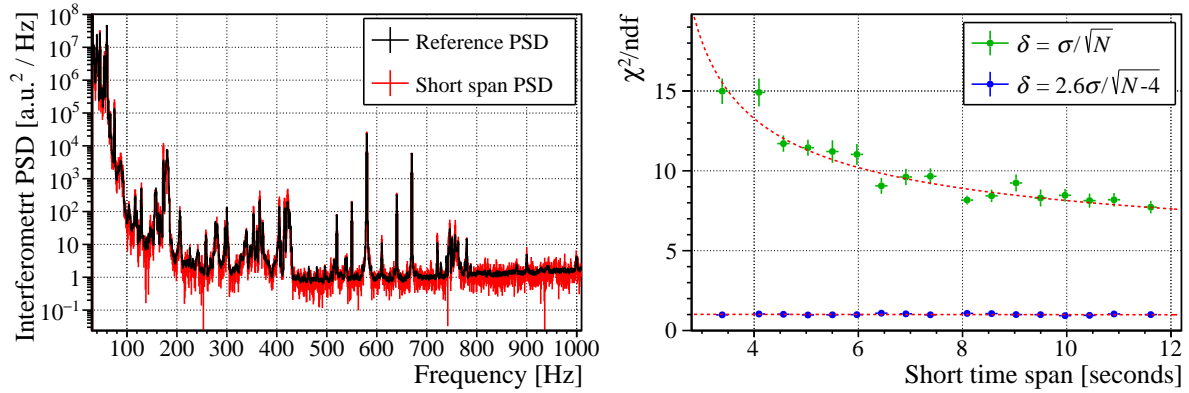 Interferometrt PSD [a.u.² / Hz]
10⁸
10⁷
10⁶
10⁵
10⁴
10³
10²
10
1
10⁻¹
Reference PSD
Short span PSD
100 200 300 400 500 600 700 800 900 1000
Frequency [Hz]
χ²/ndf
15
10
5
0
δ = σ/√N
δ = 2.6σ/√N-4
4 6 8 10 12
Short time span [seconds]